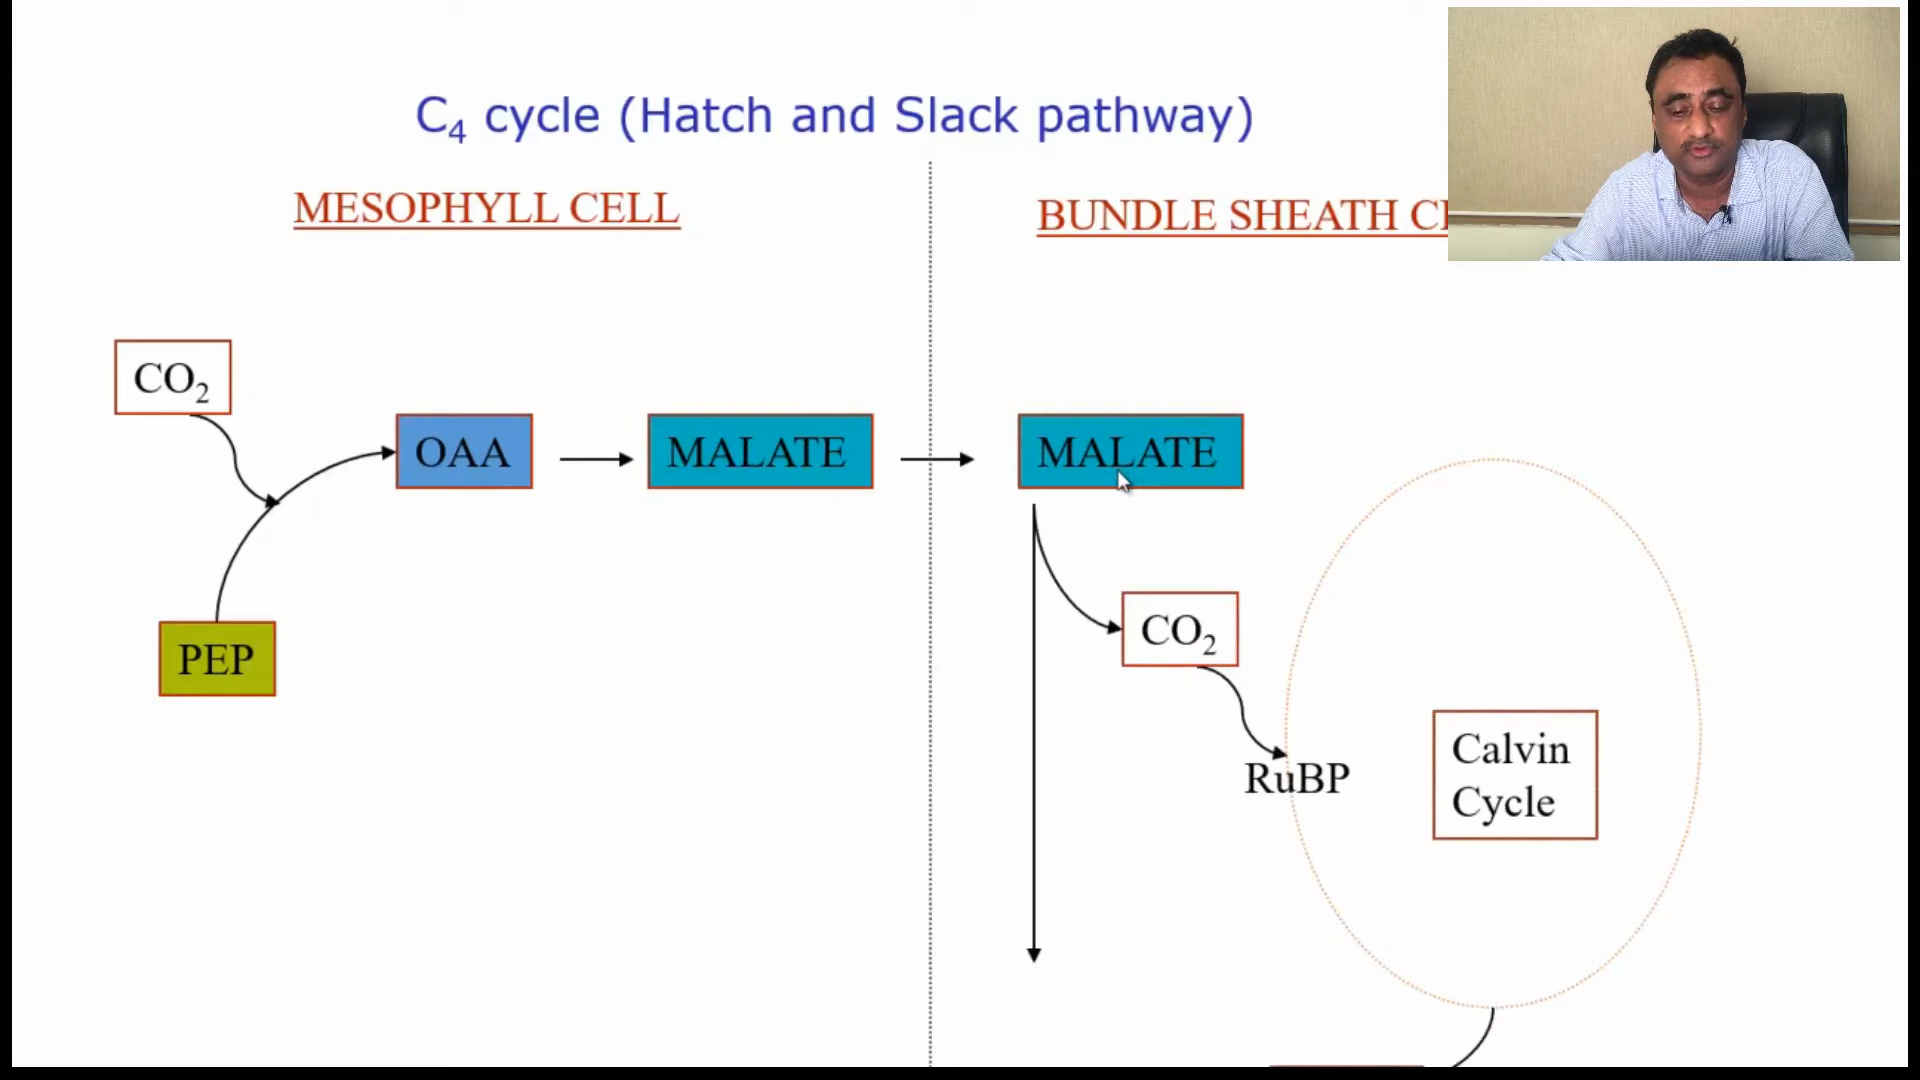 C₄ cycle (Hatch and Slack pathway)
MESOPHYLL CELL
BUNDLE SHEATH
CO₂
OAA
MALATE
MALATE
CO₂
PEP
RuBP
Calvin
Cycle